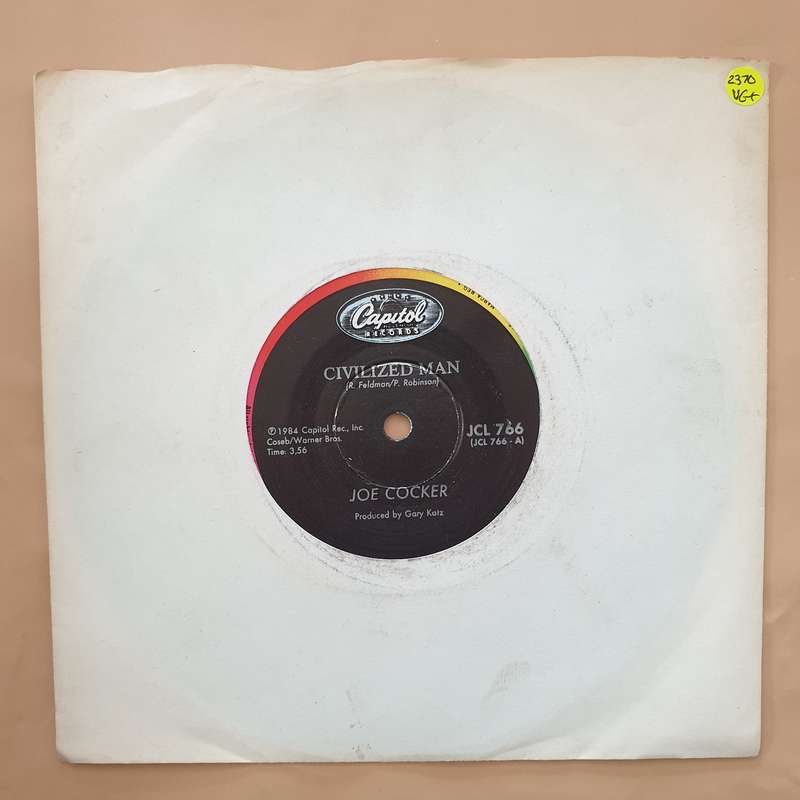 2370
VG+
Capitol
RECORDS
CIVILIZED MAN
(R. Feldman/P. Robinson)
℗ 1984 Capitol Rec., Inc.
Coseb/Warner Bros.
Time: 3,56
JCL 766
(JCL 766 - A)
JOE COCKER
Produced by Gary Katz